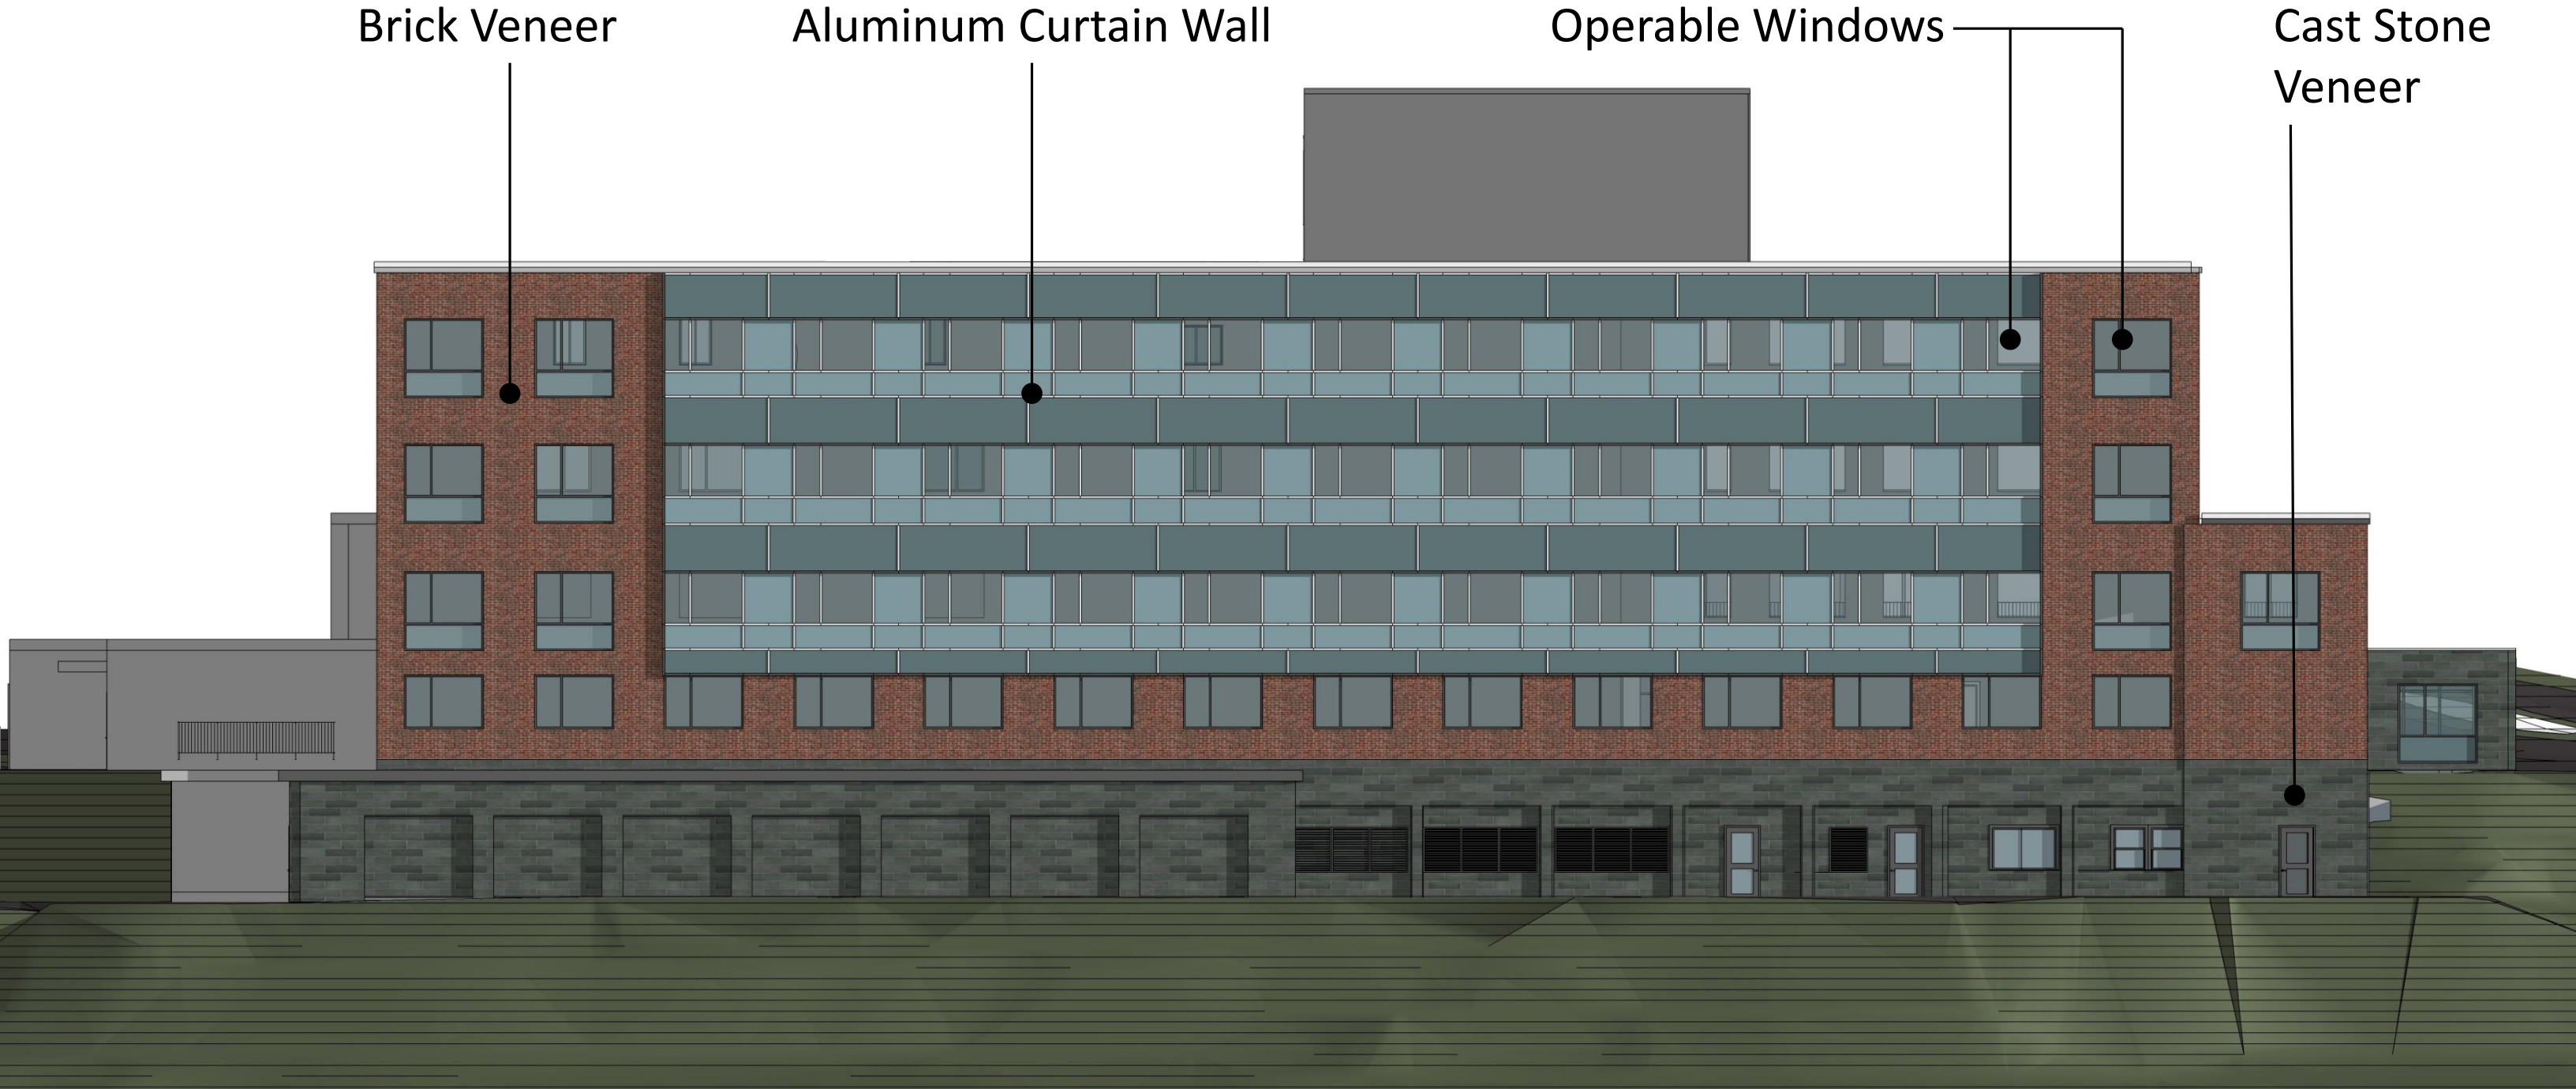 Brick Veneer
Aluminum Curtain Wall
Operable Windows
Cast Stone
Veneer